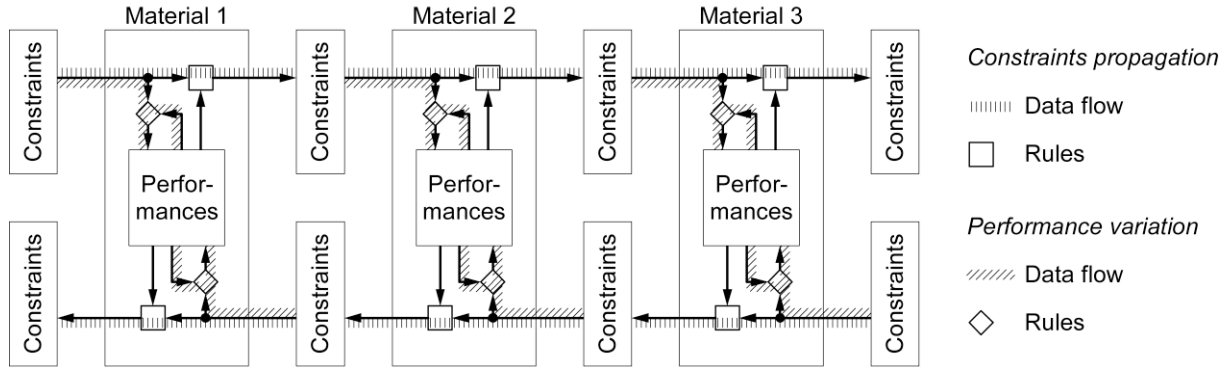 Material 1
Material 2
Material 3
Constraints
Constraints
Constraints
Constraints
Perfor-
mances
Perfor-
mances
Perfor-
mances
Constraints
Constraints
Constraints
Constraints
Constraints propagation
Data flow
Rules
Performance variation
Data flow
Rules